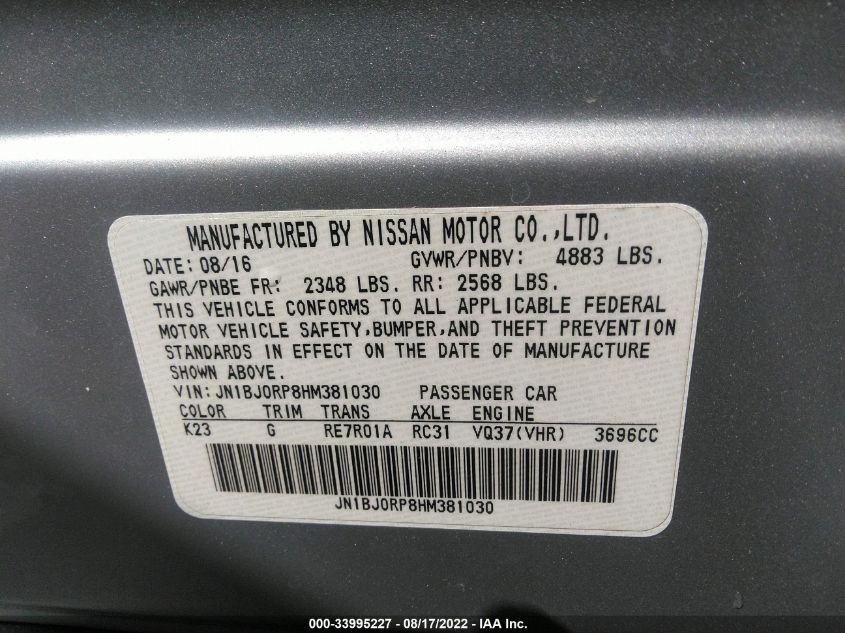 MANUFACTURED BY NISSAN MOTOR CO.,LTD.
DATE: 08/16 GVWR/PNBV: 4883 LBS.
GAWR/PNBE FR: 2348 LBS. RR: 2568 LBS.
THIS VEHICLE CONFORMS TO ALL APPLICABLE FEDERAL
MOTOR VEHICLE SAFETY,BUMPER,AND THEFT PREVENTION
STANDARDS IN EFFECT ON THE DATE OF MANUFACTURE
SHOWN ABOVE.
VIN: JN1BJ0RP8HM381030 PASSENGER CAR
COLOR TRIM TRANS AXLE ENGINE
K23 G RE7R01A RC31 VQ37(VHR) 3696CC
JN1BJ0RP8HM381030
000-33995227 - 08/17/2022 - IAA Inc.